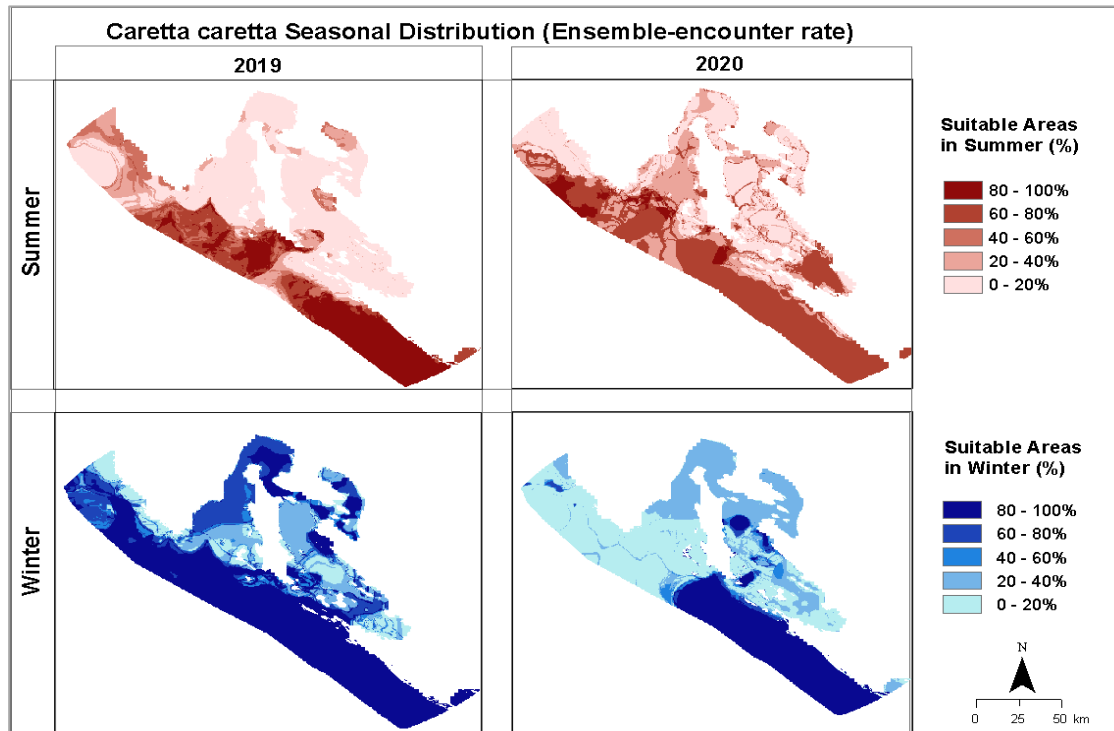 Caretta caretta Seasonal Distribution (Ensemble-encounter rate)
2019
2020
Summer
Suitable Areas
in Summer (%)
80 - 100%
60 - 80%
40 - 60%
20 - 40%
0 - 20%
Winter
Suitable Areas
in Winter (%)
80 - 100%
60 - 80%
40 - 60%
20 - 40%
0 - 20%
N
0 25 50 km